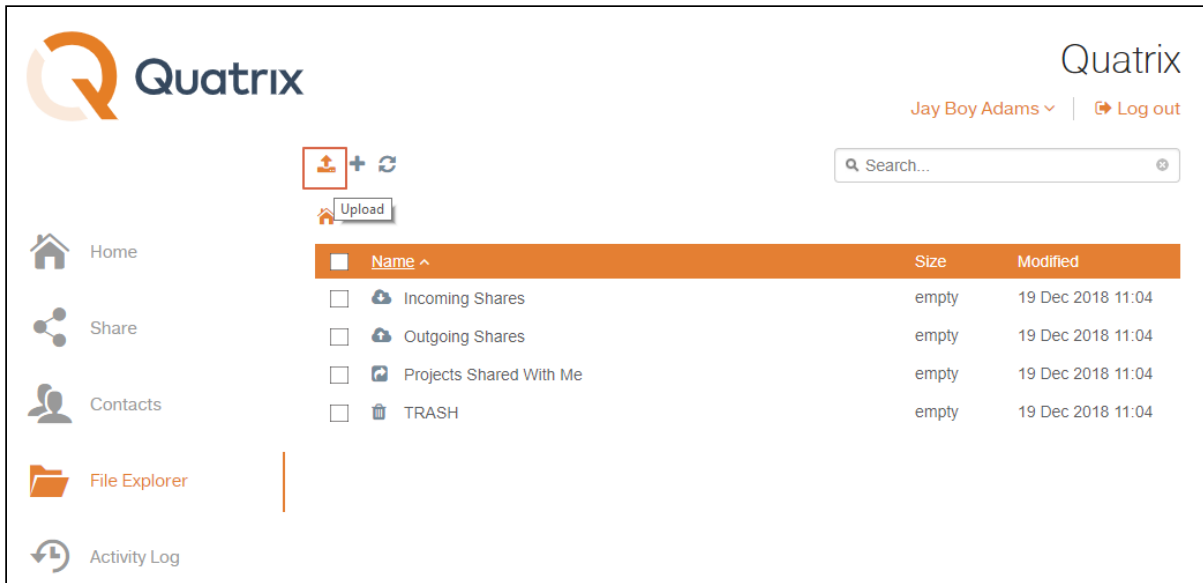 Quatrix
Quatrix
Jay Boy Adams
Log out
Search...
Upload
Home
Share
Contacts
File Explorer
Activity Log
Name Size Modified
Incoming Shares empty 19 Dec 2018 11:04
Outgoing Shares empty 19 Dec 2018 11:04
Projects Shared With Me empty 19 Dec 2018 11:04
TRASH empty 19 Dec 2018 11:04